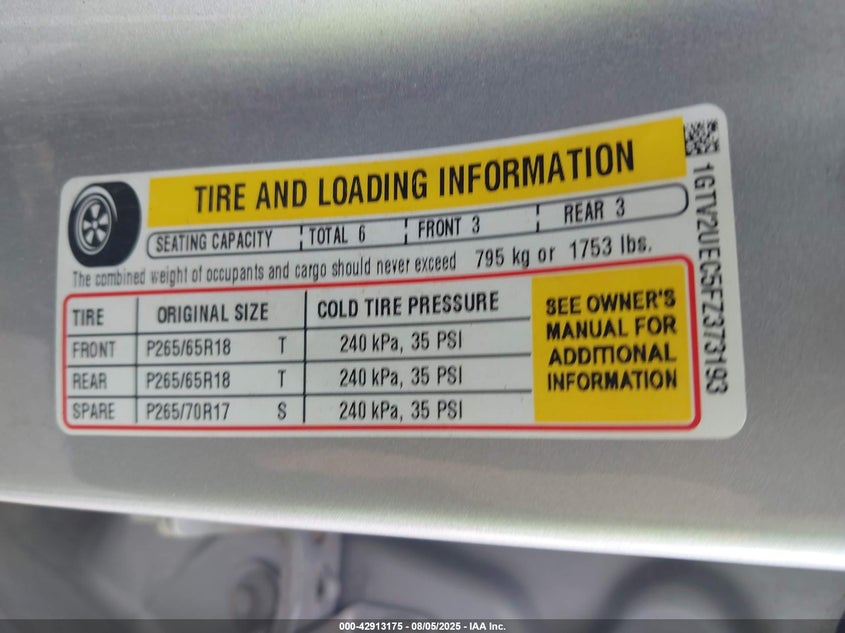 TIRE AND LOADING INFORMATION
SEATING CAPACITY TOTAL 6 FRONT 3 REAR 3
The combined weight of occupants and cargo should never exceed 795 kg or 1753 lbs.
TIRE ORIGINAL SIZE COLD TIRE PRESSURE
FRONT P265/65R18 T 240 kPa, 35 PSI
REAR P265/65R18 T 240 kPa, 35 PSI
SPARE P265/70R17 S 240 kPa, 35 PSI
SEE OWNER'S
MANUAL FOR
ADDITIONAL
INFORMATION
1GTV2UEC5FZ373193
000-42913175 - 08/05/2025 - IAA Inc.